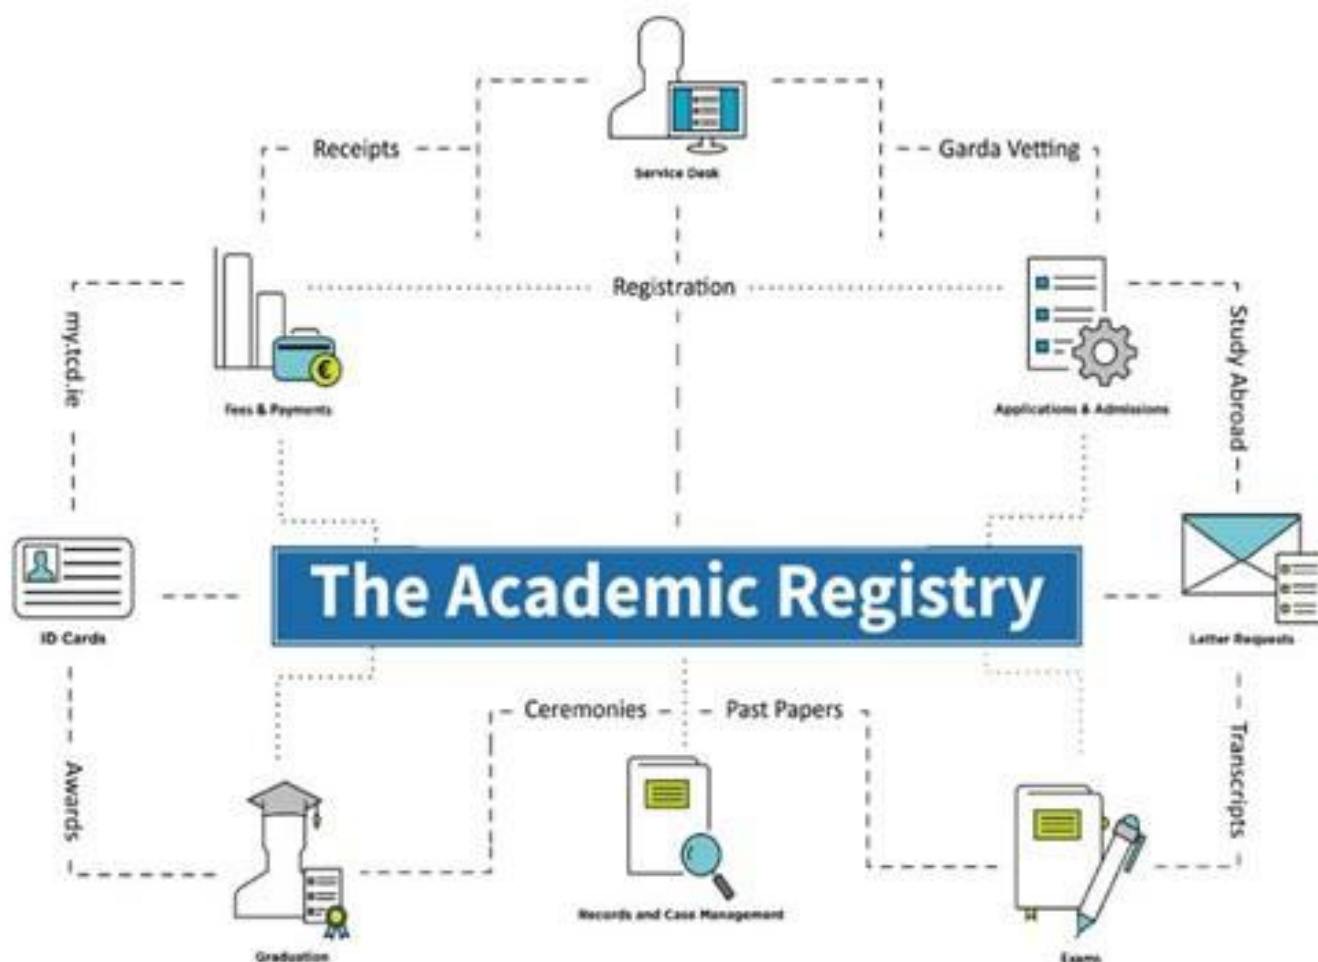 Service Desk
Receipts
Garda Vetting
Registration
my.tcd.ie
Study Abroad
Fees & Payments
Applications & Admissions
The Academic Registry
ID Cards
Letter Requests
Ceremonies
Past Papers
Awards
Transcripts
Records and Case Management
Graduation
Exams